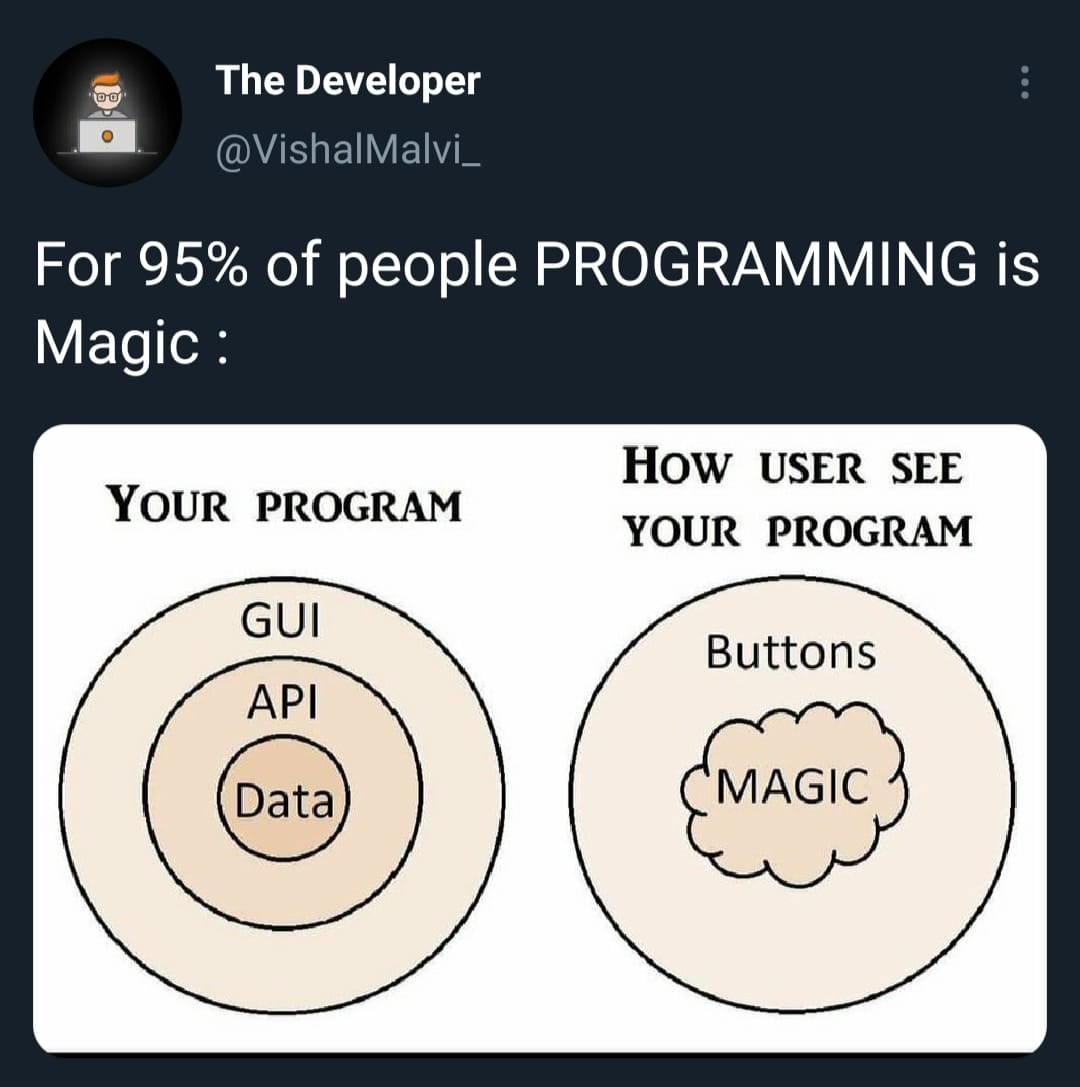 The Developer
@VishalMalvi_
For 95% of people PROGRAMMING is
Magic :
YOUR PROGRAM
HOW USER SEE
YOUR PROGRAM
GUI
API
Data
Buttons
MAGIC